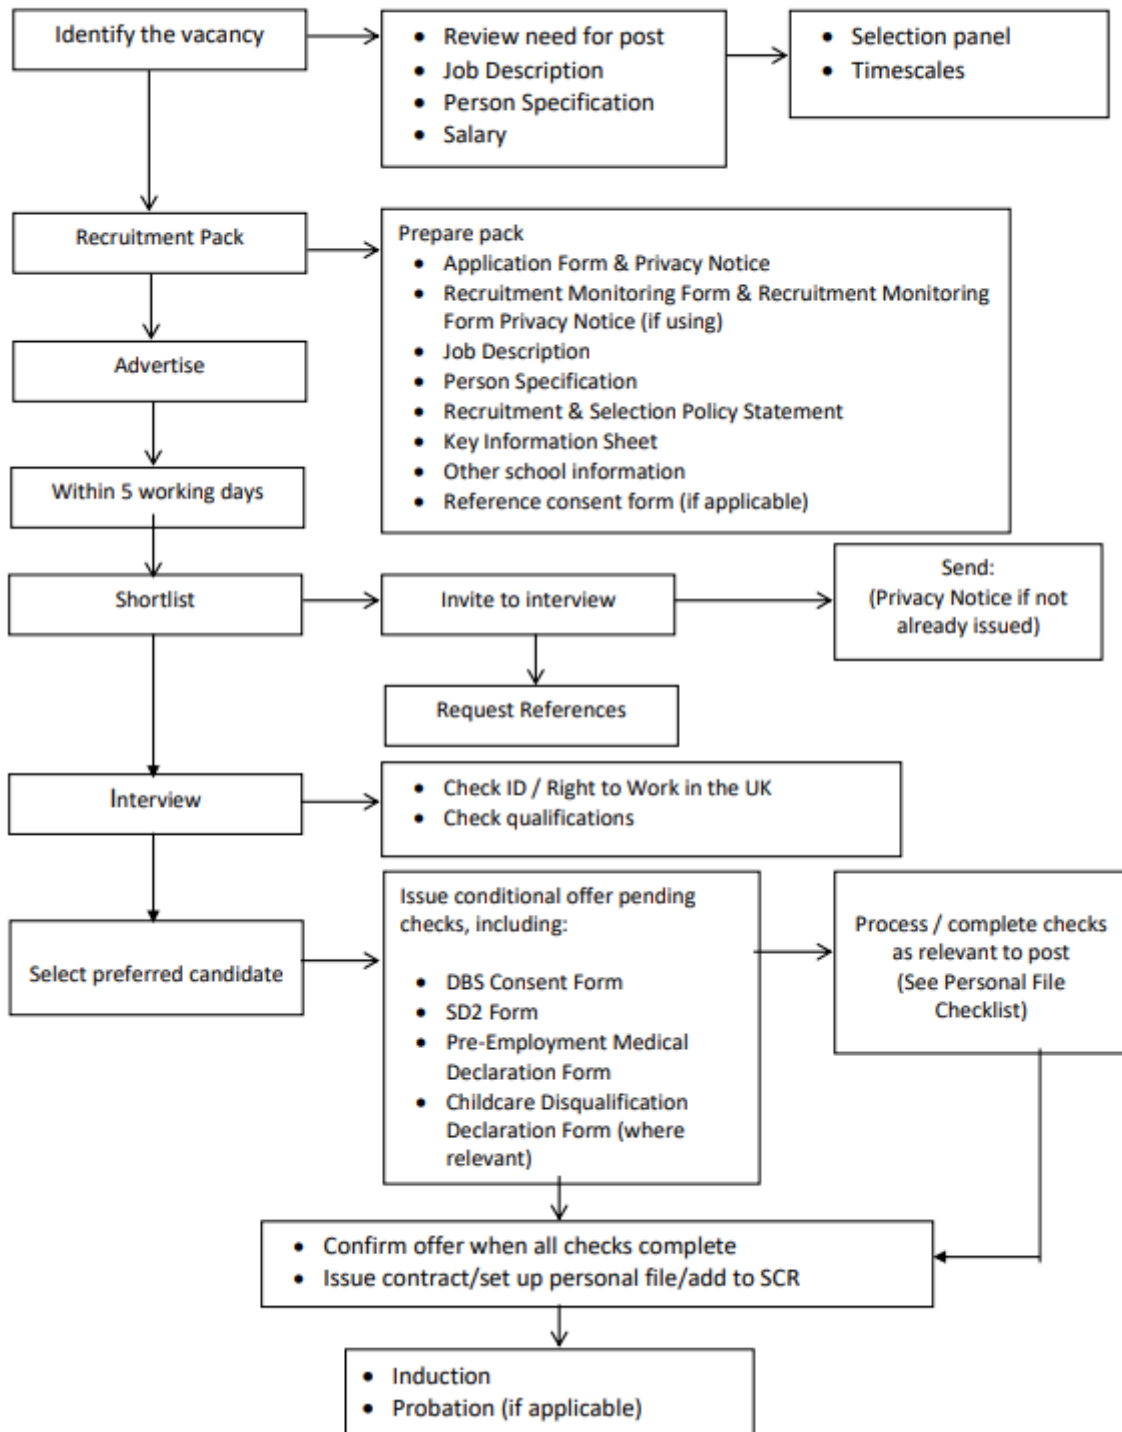 Identify the vacancy
• Review need for post
• Job Description
• Person Specification
• Salary
• Selection panel
• Timescales
Recruitment Pack
Prepare pack
• Application Form & Privacy Notice
• Recruitment Monitoring Form & Recruitment Monitoring
Form Privacy Notice (if using)
• Job Description
• Person Specification
• Recruitment & Selection Policy Statement
• Key Information Sheet
• Other school information
• Reference consent form (if applicable)
Advertise
Within 5 working days
Shortlist
Invite to interview
Send:
(Privacy Notice if not
already issued)
Request References
Interview
• Check ID / Right to Work in the UK
• Check qualifications
Select preferred candidate
Issue conditional offer pending
checks, including:
• DBS Consent Form
• SD2 Form
• Pre-Employment Medical
Declaration Form
• Childcare Disqualification
Declaration Form (where
relevant)
Process / complete checks
as relevant to post
(See Personal File
Checklist)
• Confirm offer when all checks complete
• Issue contract/set up personal file/add to SCR
• Induction
• Probation (if applicable)